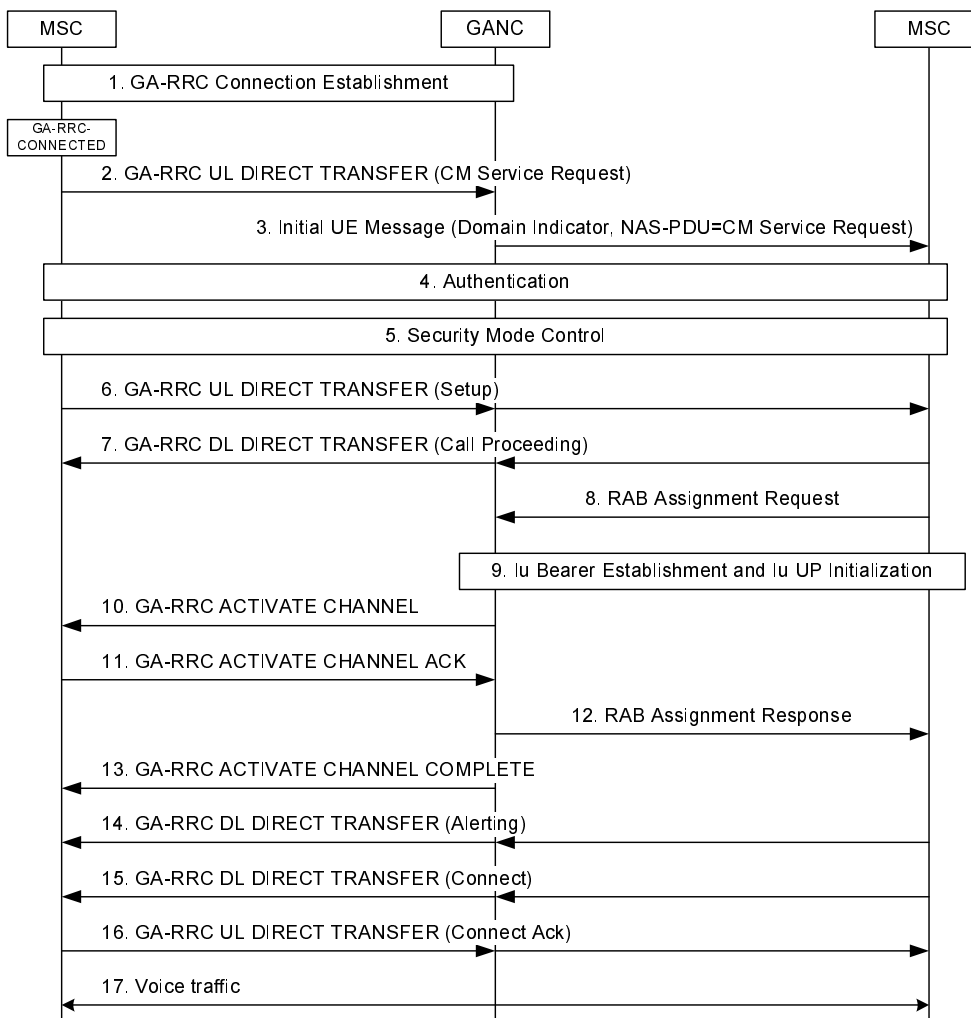 MSC
GANC
MSC
1. GA-RRC Connection Establishment
GA-RRC-
CONNECTED
2. GA-RRC UL DIRECT TRANSFER (CM Service Request)
3. Initial UE Message (Domain Indicator, NAS-PDU=CM Service Request)
4. Authentication
5. Security Mode Control
6. GA-RRC UL DIRECT TRANSFER (Setup)
7. GA-RRC DL DIRECT TRANSFER (Call Proceeding)
8. RAB Assignment Request
9. Iu Bearer Establishment and Iu UP Initialization
10. GA-RRC ACTIVATE CHANNEL
11. GA-RRC ACTIVATE CHANNEL ACK
12. RAB Assignment Response
13. GA-RRC ACTIVATE CHANNEL COMPLETE
14. GA-RRC DL DIRECT TRANSFER (Alerting)
15. GA-RRC DL DIRECT TRANSFER (Connect)
16. GA-RRC UL DIRECT TRANSFER (Connect Ack)
17. Voice traffic